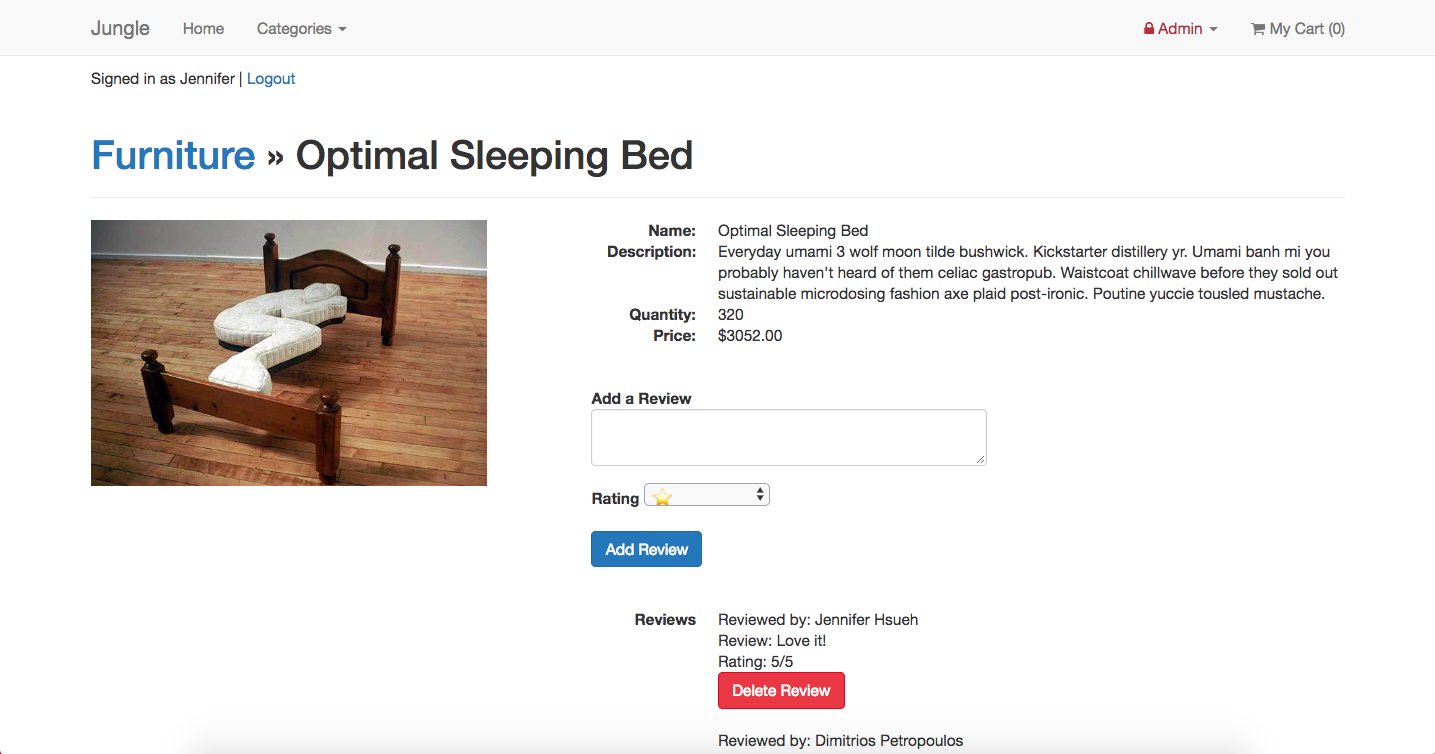 Jungle Home Categories Admin My Cart (0)
Signed in as Jennifer | Logout
Furniture » Optimal Sleeping Bed
Name: Optimal Sleeping Bed
Description: Everyday umami 3 wolf moon tilde bushwick. Kickstarter distillery yr. Umami banh mi you
probably haven't heard of them celiac gastropub. Waistcoat chillwave before they sold out
sustainable microdosing fashion axe plaid post-ironic. Poutine yuccie tousled mustache.
Quantity: 320
Price: $3052.00
Add a Review
Rating
Add Review
Reviews Reviewed by: Jennifer Hsueh
Review: Love it!
Rating: 5/5
Delete Review
Reviewed by: Dimitrios Petropoulos